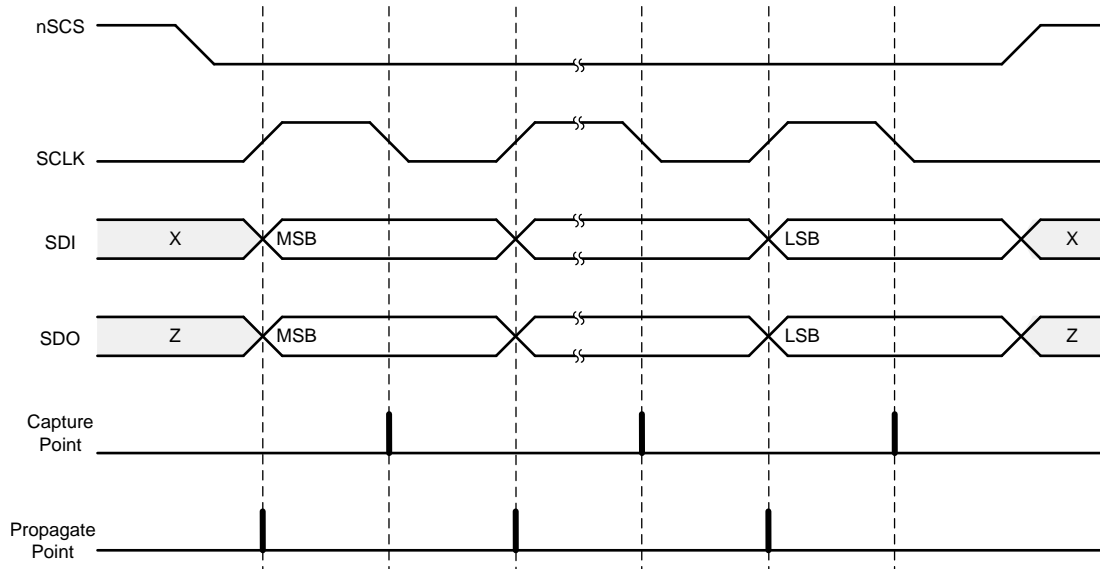 nSCS
SCLK
SDI
X
MSB
LSB
X
SDO
Z
MSB
LSB
Z
Capture
Point
Propagate
Point